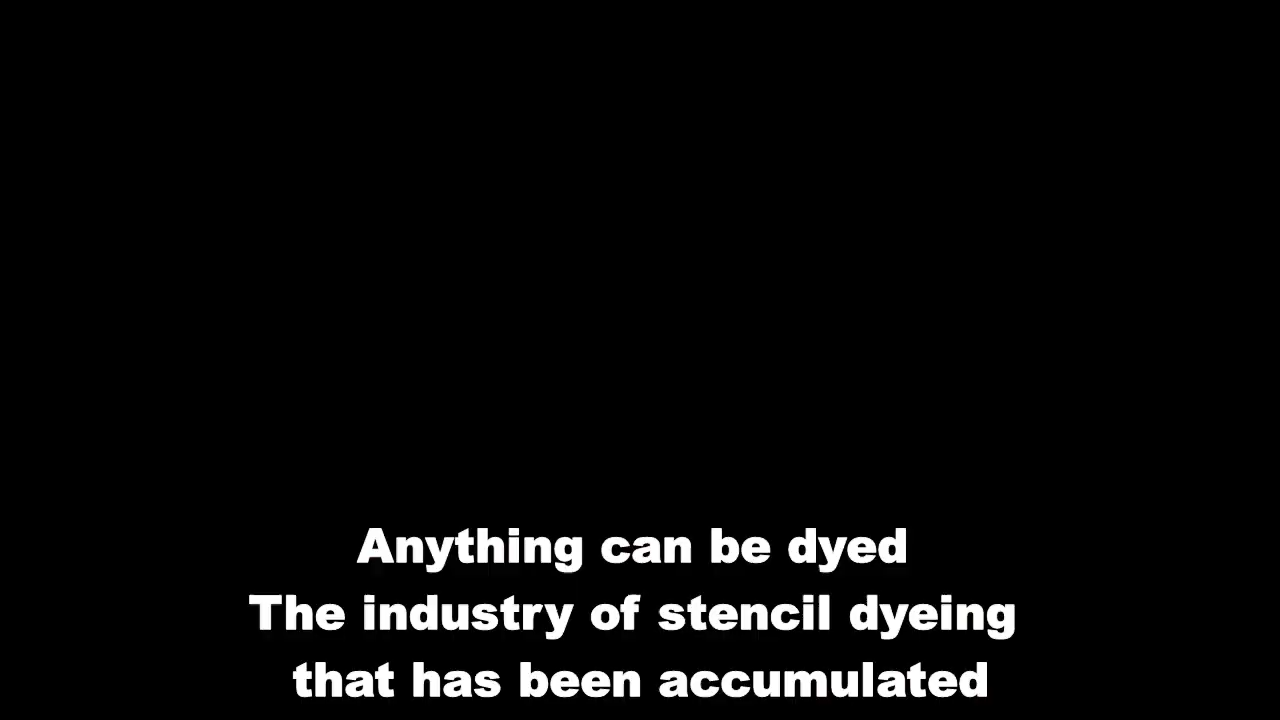 Anything can be dyed
The industry of stencil dyeing
that has been accumulated